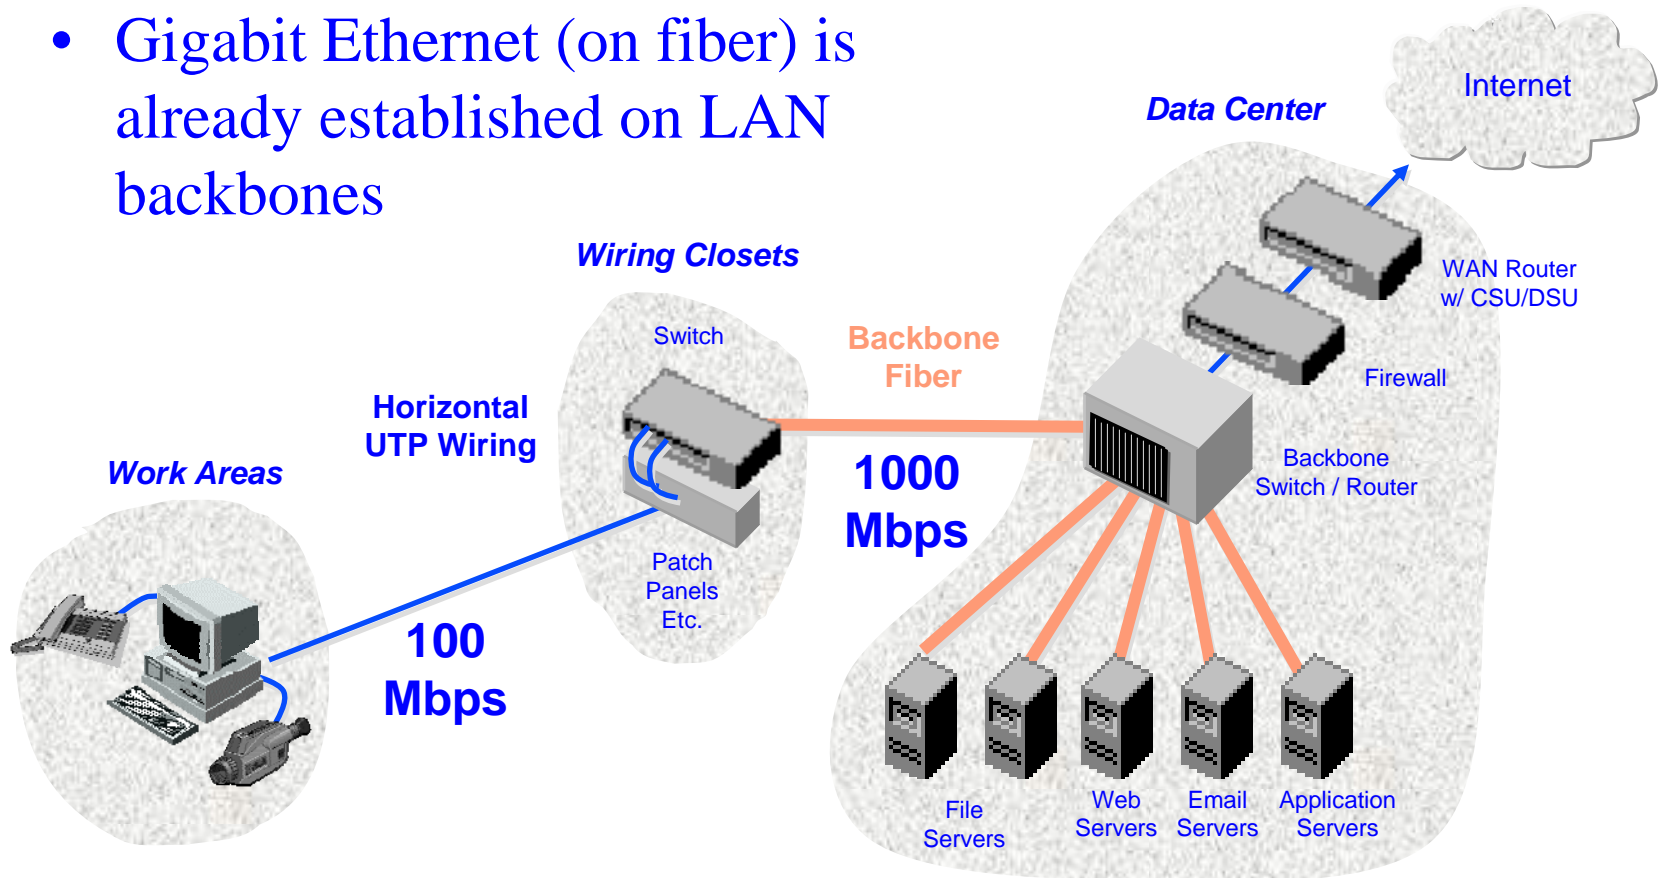 • Gigabit Ethernet (on fiber) is
already established on LAN
backbones
Internet
Data Center
WAN Router
w/ CSU/DSU
Firewall
Wiring Closets
Switch
Backbone
Fiber
Horizontal
UTP Wiring
Work Areas
1000
Mbps
Backbone
Switch / Router
Patch
Panels
Etc.
100
Mbps
File
Servers
Web
Servers
Email
Servers
Application
Servers